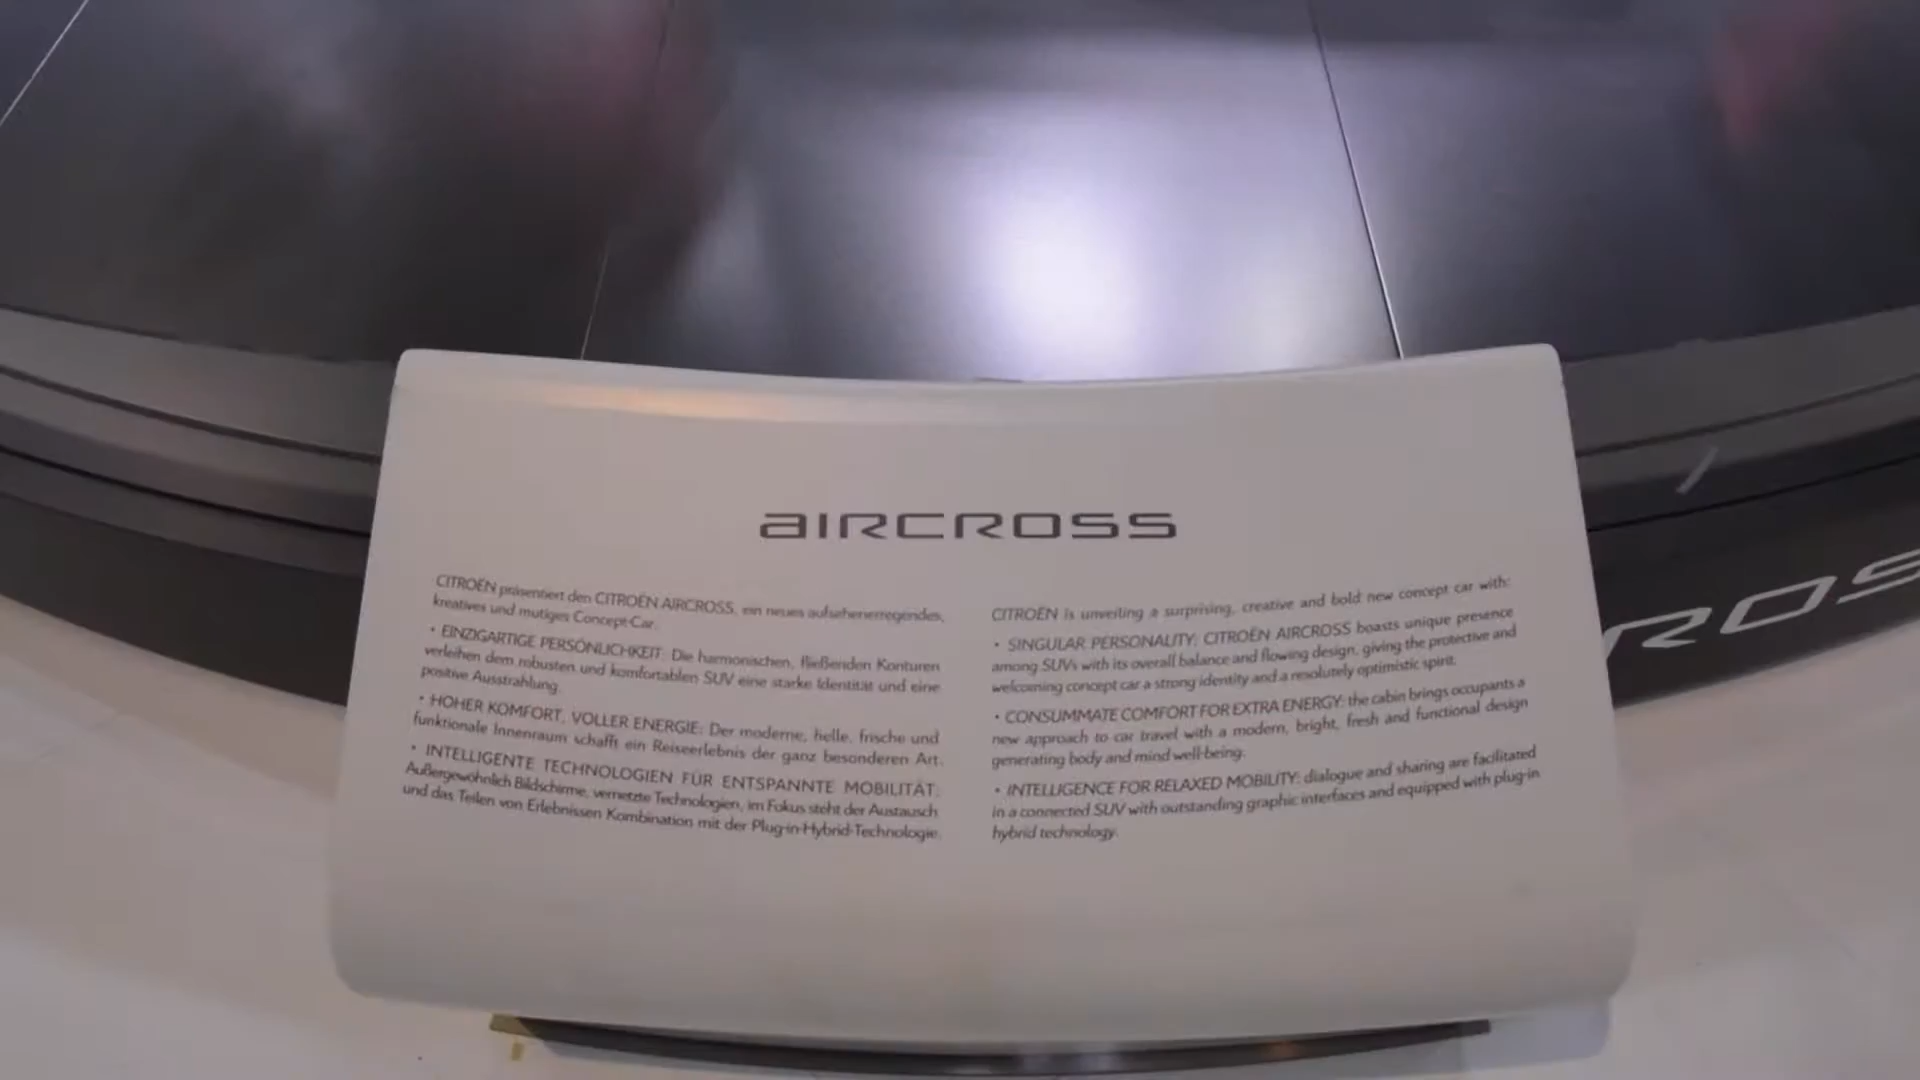 aircross
CITROËN präsentiert den CITROËN AIRCROSS, ein neues aufsehenerregendes,
kreatives und mutiges Concept-Car.
• EINZIGARTIGE PERSÖNLICHKEIT: Die harmonischen, fließenden Konturen
verleihen dem robusten und komfortablen SUV eine starke Identität und eine
positive Ausstrahlung.
• HOHER KOMFORT, VOLLER ENERGIE: Der moderne, helle, frische und
funktionale Innenraum schafft ein Reiseerlebnis der ganz besonderen Art.
• INTELLIGENTE TECHNOLOGIEN FÜR ENTSPANNTE MOBILITÄT:
Außergewöhnlich Bildschirme, vernetzte Technologien, im Fokus steht der Austausch
und das Teilen von Erlebnissen Kombination mit der Plug-in-Hybrid-Technologie.
CITROËN is unveiling a surprising, creative and bold new concept car with:
• SINGULAR PERSONALITY: CITROËN AIRCROSS boasts unique presence
among SUVs with its overall balance and flowing design, giving the protective and
welcoming concept car a strong identity and a resolutely optimistic spirit.
• CONSUMMATE COMFORT FOR EXTRA ENERGY: the cabin brings occupants a
new approach to car travel with a modern, bright, fresh and functional design
generating body and mind well-being.
• INTELLIGENCE FOR RELAXED MOBILITY: dialogue and sharing are facilitated
in a connected SUV with outstanding graphic interfaces and equipped with plug-in
hybrid technology.
ROS